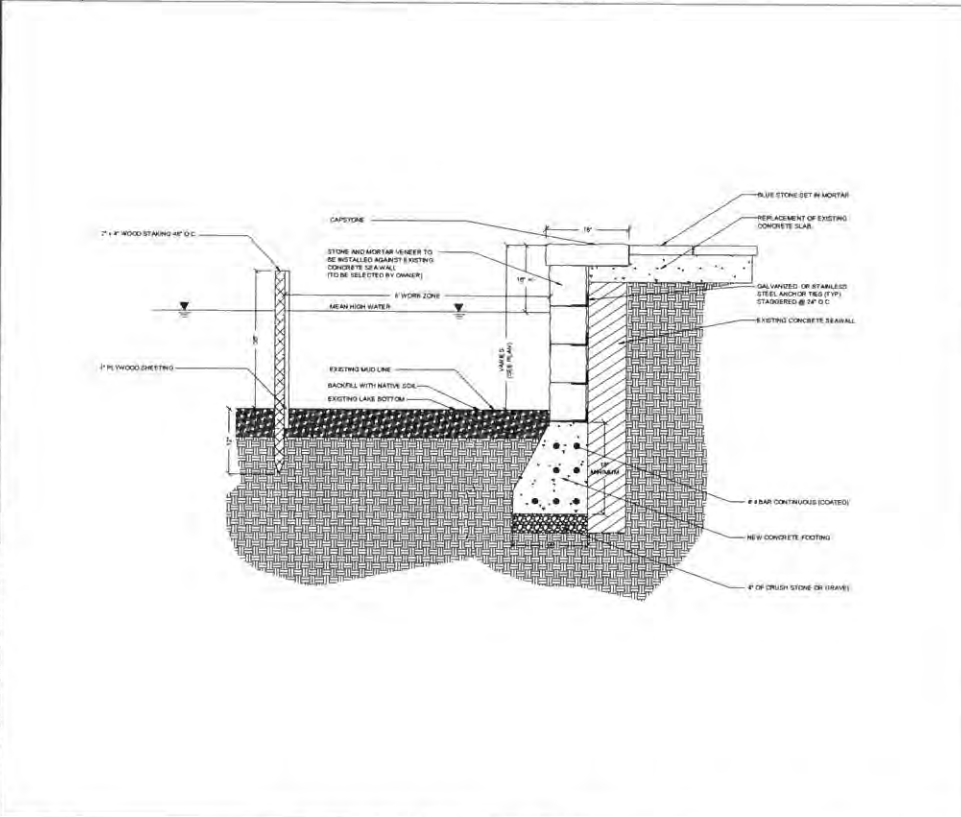 BLUE STONE SET IN MORTAR
REPLACEMENT OF EXISTING
CONCRETE SLAB
CAPSTONE
2" x 4" WOOD STAKING 48" O.C.
STONE AND MORTAR VENEER TO
BE INSTALLED AGAINST EXISTING
CONCRETE SEAWALL
(TO BE SELECTED BY OWNER)
WORK ZONE
MEAN HIGH WATER
GALVANIZED OR STAINLESS
STEEL ANCHOR TIES (TYP)
STAGGERED @ 24" O.C.
EXISTING CONCRETE SEAWALL
VARIES
(SEE PLAN)
PLYWOOD SHEETING
EXISTING MUD LINE
BACKFILL WITH NATIVE SOIL
EXISTING LAKE BOTTOM
12"
MINIMUM
# 4 BAR CONTINUOUS (COATED)
NEW CONCRETE FOOTING
4" OF CRUSH STONE OR GRAVEL